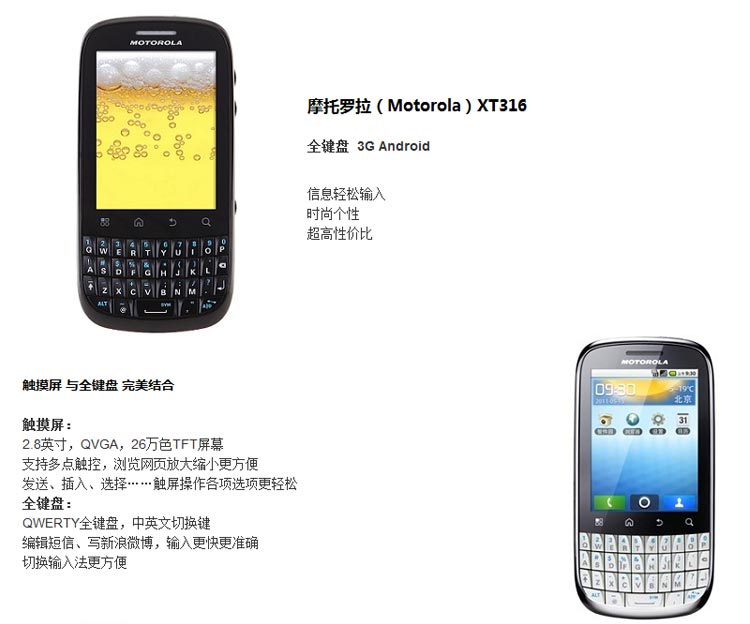 MOTOROLA
摩托罗拉（Motorola）XT316
全键盘 3G Android
信息轻松输入
时尚个性
超高性价比
触摸屏 与全键盘 完美结合
触摸屏：
2.8英寸，QVGA，26万色TFT屏幕
支持多点触控，浏览网页放大缩小更方便
发送、插入、选择……触屏操作各项选项更轻松
全键盘：
QWERTY全键盘，中英文切换键
编辑短信、写新浪微博，输入更快更准确
切换输入法更方便
MOTOROLA
上午9:30
09:30
19°C
北京
31